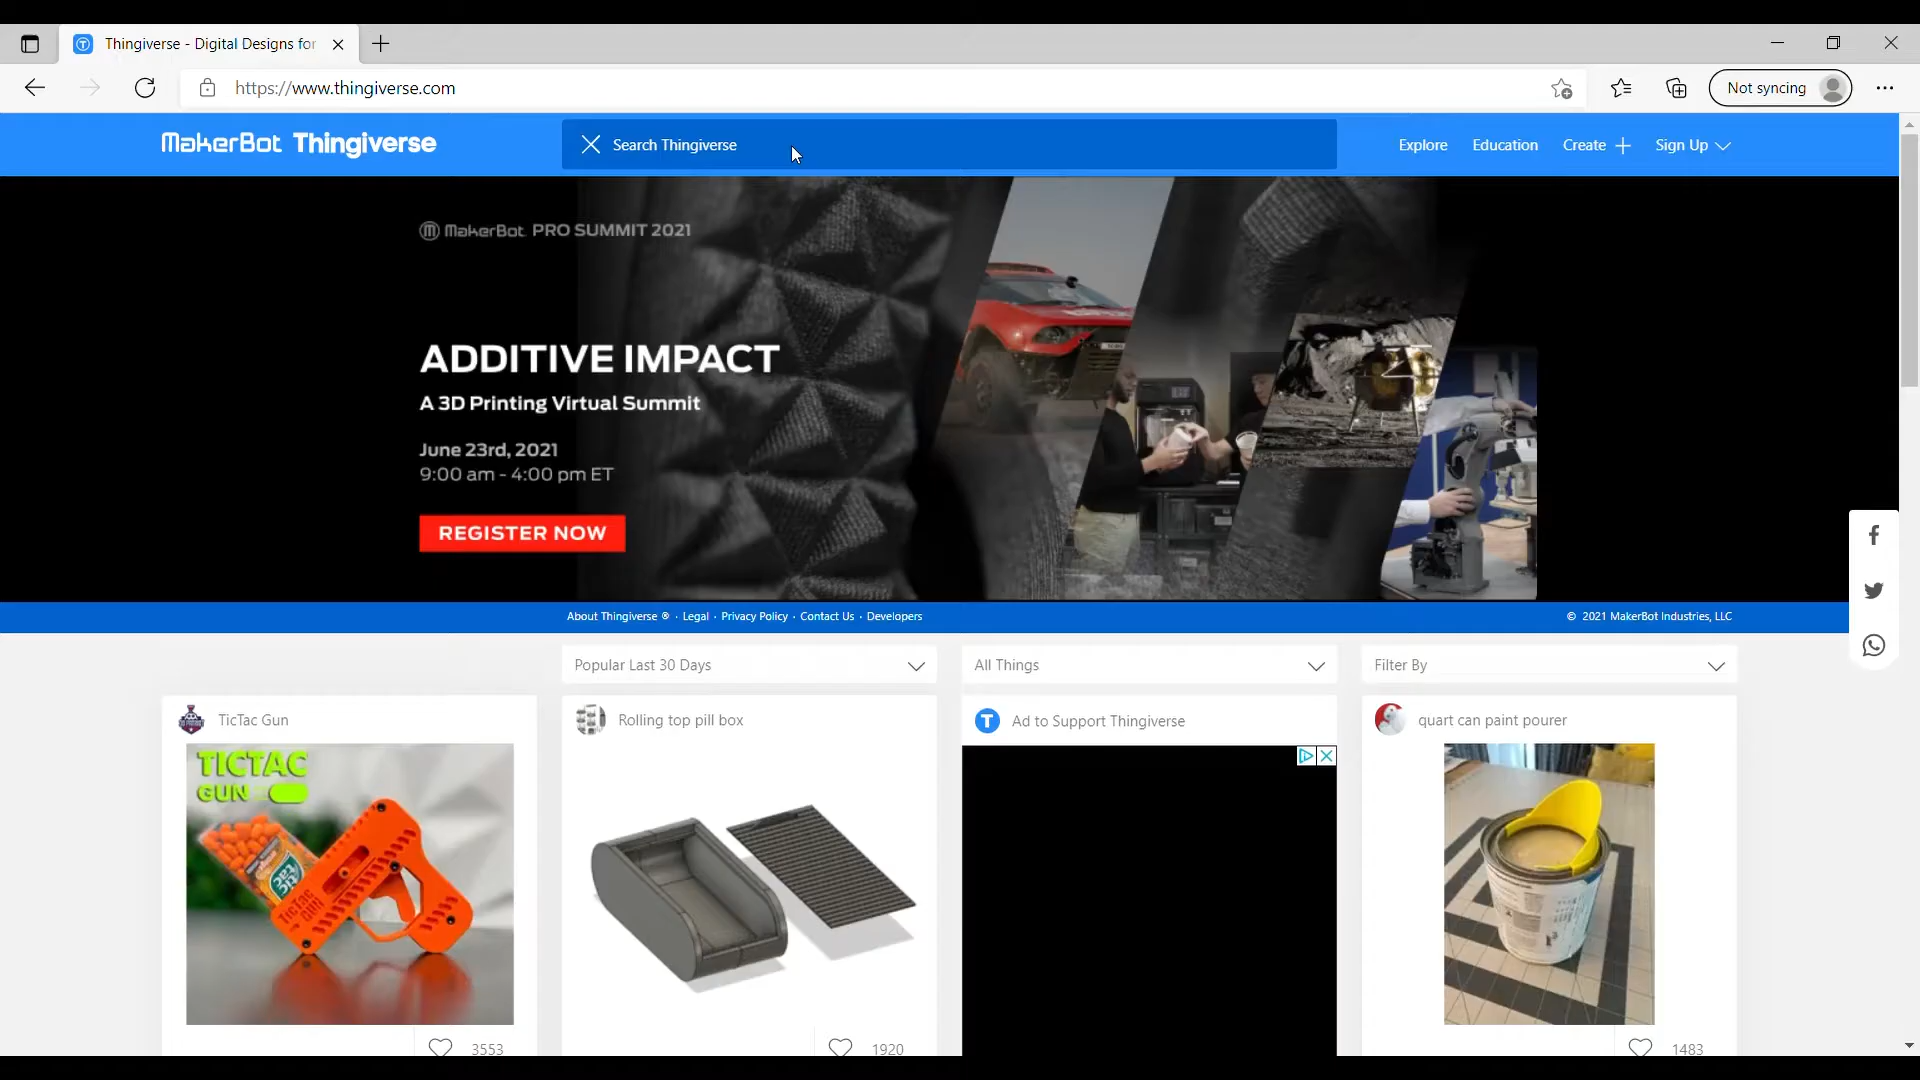 Thingiverse - Digital Designs for
https://www.thingiverse.com
Not syncing
MakerBot Thingiverse
Search Thingiverse
Explore
Education
Create
Sign Up
MakerBot. PRO SUMMIT 2021
ADDITIVE IMPACT
A 3D Printing Virtual Summit
June 23rd, 2021
9:00 am - 4:00 pm ET
REGISTER NOW
About Thingiverse ® · Legal · Privacy Policy · Contact Us · Developers
© 2021 MakerBot Industries, LLC
Popular Last 30 Days
All Things
Filter By
TicTac Gun
Rolling top pill box
Ad to Support Thingiverse
quart can paint pourer
TICTAC
GUN
tic
tac
TICTAC
GUN
3553
1920
1483